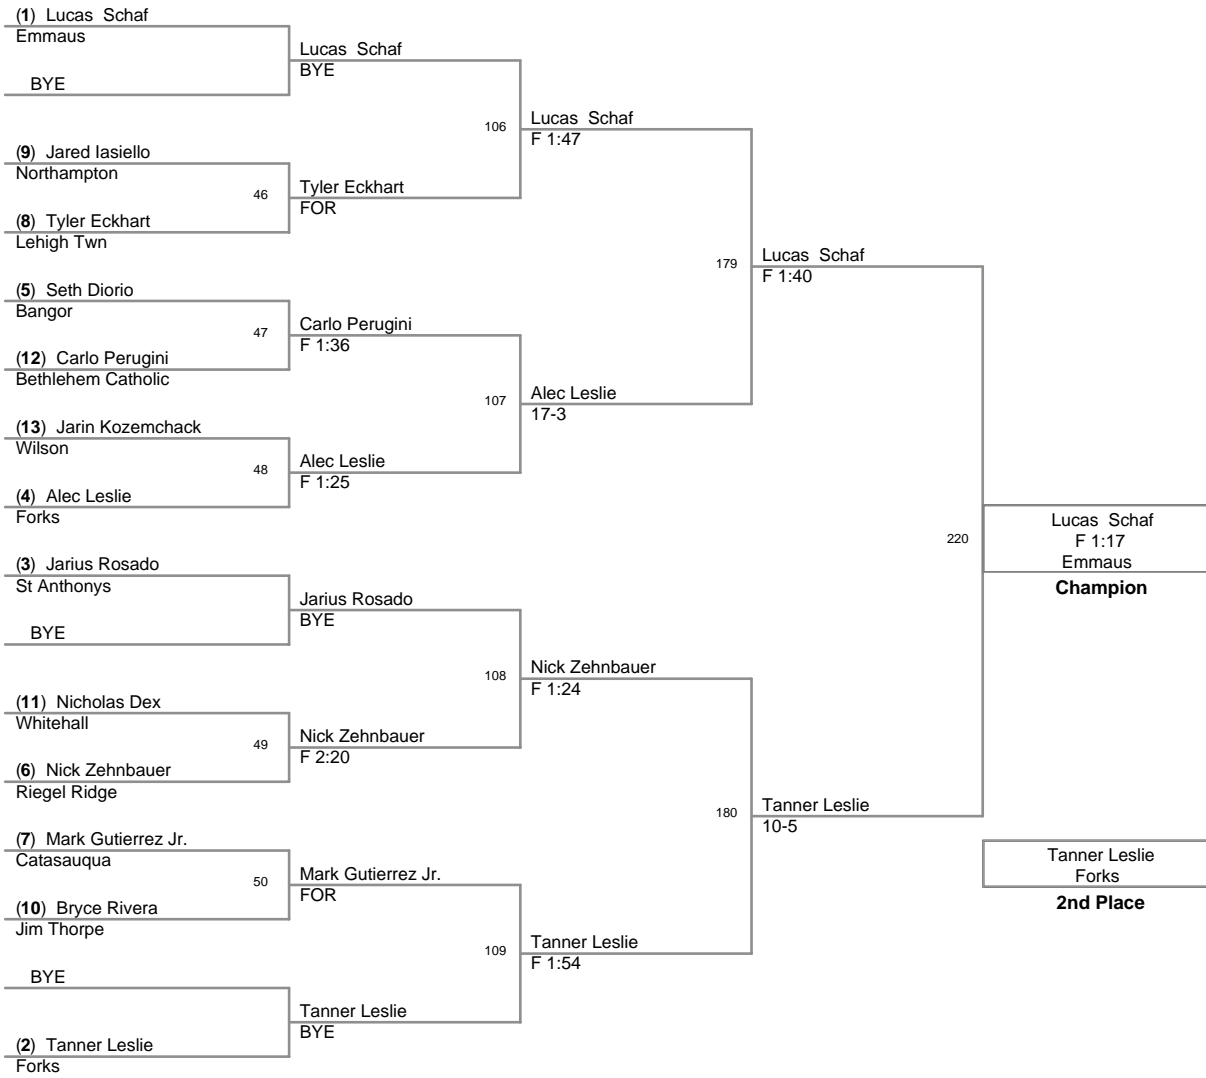 (1) Lucas Schaf
Emmaus
BYE
(9) Jared Iasiello
Northampton
46
(8) Tyler Eckhart
Lehigh Twn
(5) Seth Diorio
Bangor
47
(12) Carlo Perugini
Bethlehem Catholic
(13) Jarin Kozemchack
Wilson
48
(4) Alec Leslie
Forks
(3) Jarius Rosado
St Anthonys
BYE
(11) Nicholas Dex
Whitehall
49
(6) Nick Zehnbauer
Riegel Ridge
(7) Mark Gutierrez Jr.
Catasauqua
50
(10) Bryce Rivera
Jim Thorpe
BYE
(2) Tanner Leslie
Forks
Lucas Schaf
BYE
106
Tyler Eckhart
FOR
Carlo Perugini
F 1:36
107
Alec Leslie
F 1:25
Jarius Rosado
BYE
108
Nick Zehnbauer
F 2:20
Mark Gutierrez Jr.
FOR
109
Tanner Leslie
BYE
Lucas Schaf
F 1:47
179
Alec Leslie
17-3
Nick Zehnbauer
F 1:24
180
Tanner Leslie
F 1:54
Lucas Schaf
F 1:40
220
Tanner Leslie
10-5
Lucas Schaf
F 1:17
Emmaus
Champion
Tanner Leslie
Forks
2nd Place